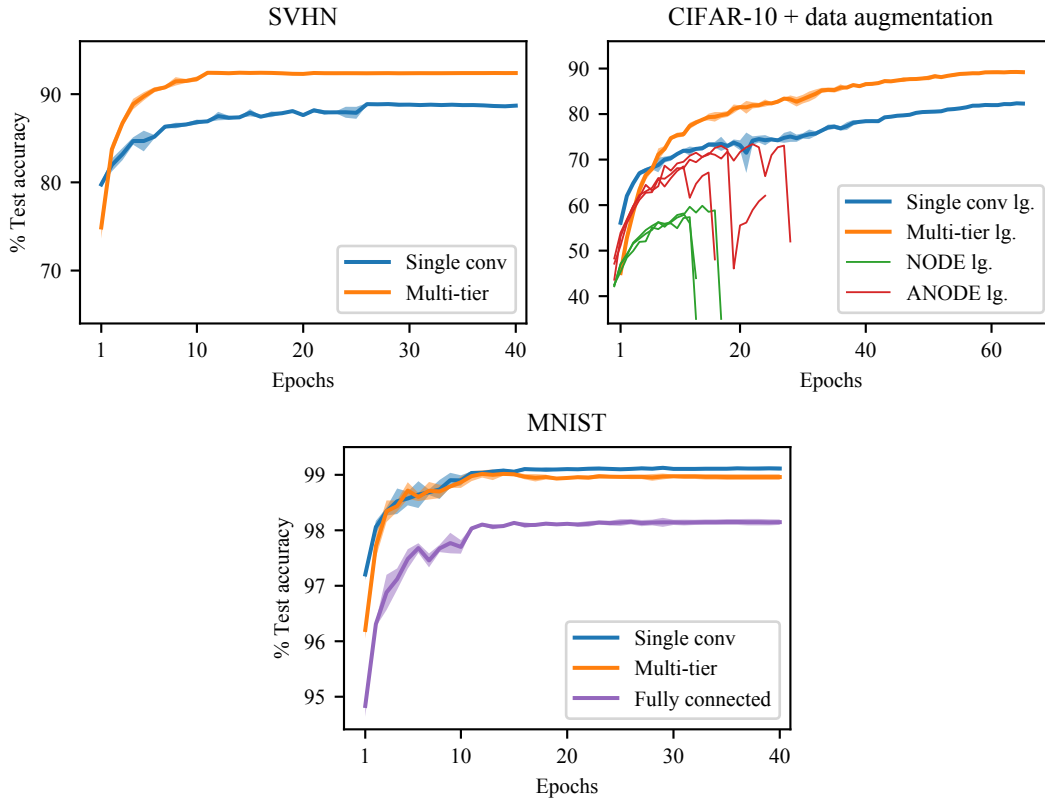 SVHN
% Test accuracy
90
80
70
Single conv
Multi-tier
1
10
20
30
40
Epochs
CIFAR-10 + data augmentation
90
80
70
60
50
40
Single conv lg.
Multi-tier lg.
NODE lg.
ANODE lg.
1
20
40
60
Epochs
MNIST
% Test accuracy
99
98
97
96
95
Single conv
Multi-tier
Fully connected
1
10
20
30
40
Epochs